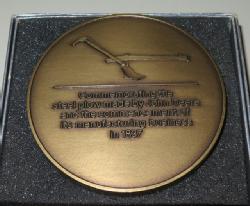 Commemorating the
steel plow made by John Deere
and the commencement of
its manufacturing business
in 1837